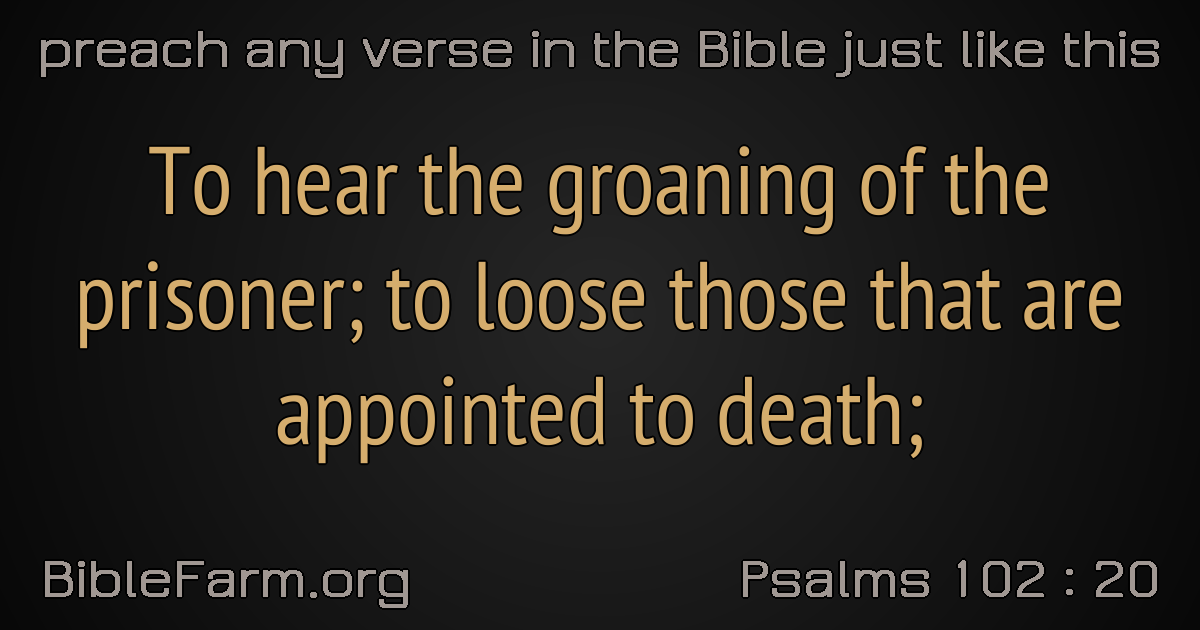 preach any verse in the Bible just like this
To hear the groaning of the
prisoner; to loose those that are
appointed to death;
BibleFarm.org
Psalms 102 : 20